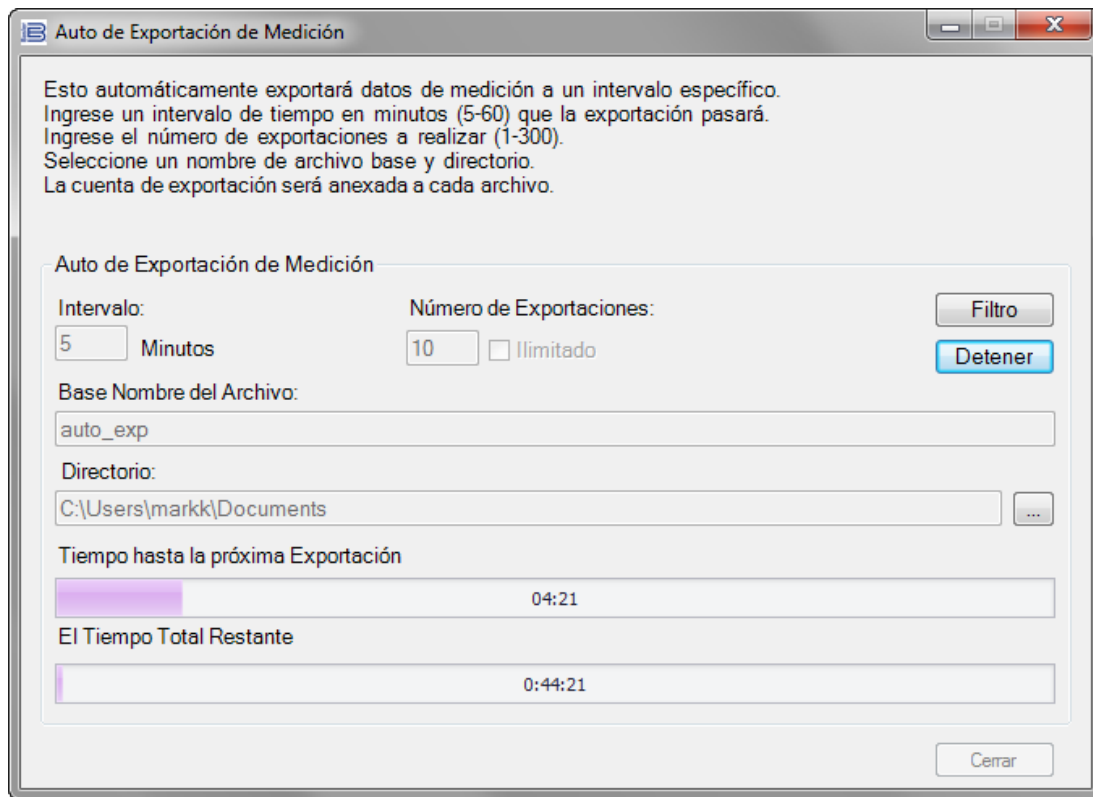 Auto de Exportación de Medición
Esto automáticamente exportará datos de medición a un intervalo específico.
Ingrese un intervalo de tiempo en minutos (5-60) que la exportación pasará.
Ingrese el número de exportaciones a realizar (1-300).
Seleccione un nombre de archivo base y directorio.
La cuenta de exportación será anexada a cada archivo.
Auto de Exportación de Medición
Intervalo: Número de Exportaciones: Filtro
5 Minutos 10 Ilimitado Detener
Base Nombre del Archivo:
auto_exp
Directorio:
C:\Users\markk\Documents ...
Tiempo hasta la próxima Exportación
04:21
El Tiempo Total Restante
0:44:21
Cerrar